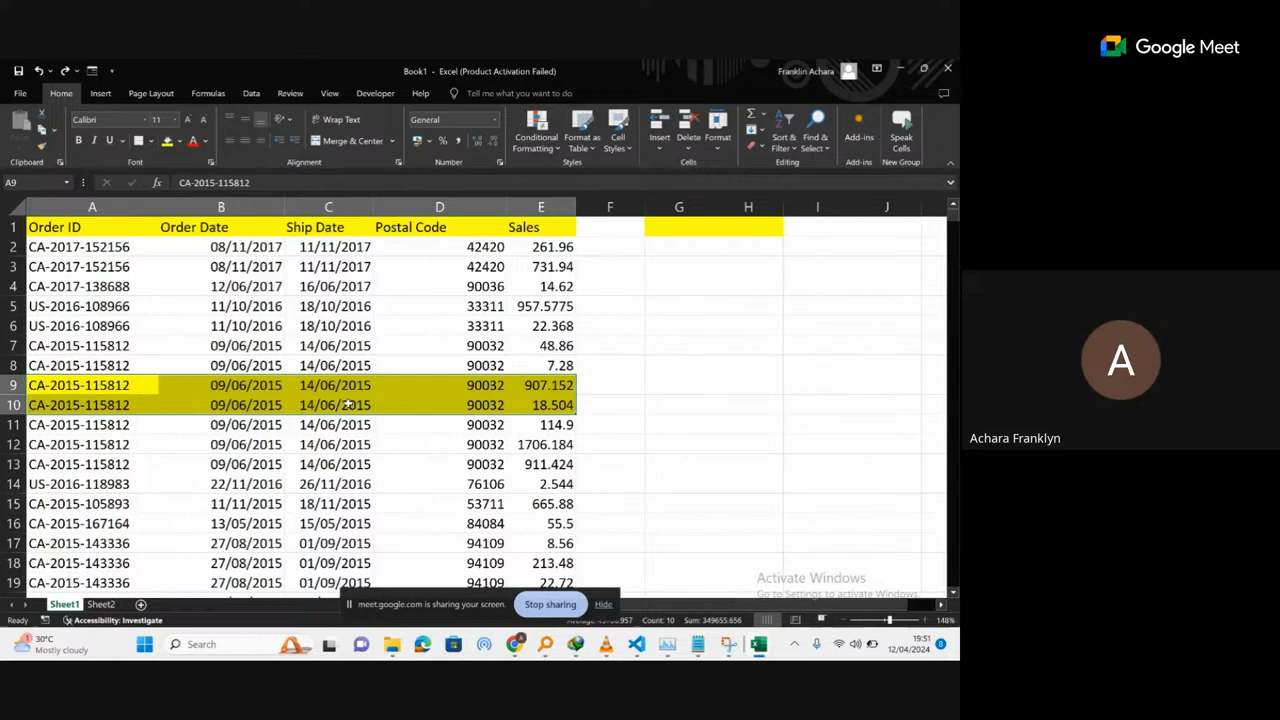 Google Meet
Book1 - Excel (Product Activation Failed)
Franklin Achara
File Home Insert Page Layout Formulas Data Review View Developer Help Tell me what you want to do
Calibri 11 Wrap Text General
Paste B I U A Merge & Center % Conditional Formatting Format as Table Cell Styles Insert Delete Format Sort & Filter Find & Select Add-ins Speak Cells
Clipboard Font Alignment Number Styles Cells Editing Add-ins New Group
A9 fx CA-2015-115812
A B C D E F G H I J
1 Order ID Order Date Ship Date Postal Code Sales
2 CA-2017-152156 08/11/2017 11/11/2017 42420 261.96
3 CA-2017-152156 08/11/2017 11/11/2017 42420 731.94
4 CA-2017-138688 12/06/2017 16/06/2017 90036 14.62
5 US-2016-108966 11/10/2016 18/10/2016 33311 957.5775
6 US-2016-108966 11/10/2016 18/10/2016 33311 22.368
7 CA-2015-115812 09/06/2015 14/06/2015 90032 48.86
8 CA-2015-115812 09/06/2015 14/06/2015 90032 7.28
9 CA-2015-115812 09/06/2015 14/06/2015 90032 907.152
10 CA-2015-115812 09/06/2015 14/06/2015 90032 18.504
11 CA-2015-115812 09/06/2015 14/06/2015 90032 114.9
12 CA-2015-115812 09/06/2015 14/06/2015 90032 1706.184
13 CA-2015-115812 09/06/2015 14/06/2015 90032 911.424
14 US-2016-118983 22/11/2016 26/11/2016 76106 2.544
15 CA-2015-105893 11/11/2015 18/11/2015 53711 665.88
16 CA-2015-167164 13/05/2015 15/05/2015 84084 55.5
17 CA-2015-143336 27/08/2015 01/09/2015 94109 8.56
18 CA-2015-143336 27/08/2015 01/09/2015 94109 213.48
19 CA-2015-143336 27/08/2015 01/09/2015 94109 22.72
Activate Windows
Go to Settings to activate Windows.
Sheet1 Sheet2
meet.google.com is sharing your screen. Stop sharing Hide
Ready Accessibility: Investigate Count: 10 Sum: 349655.656 148%
30°C
Mostly cloudy
Search
19:51
12/04/2024
8
A
Achara Franklyn